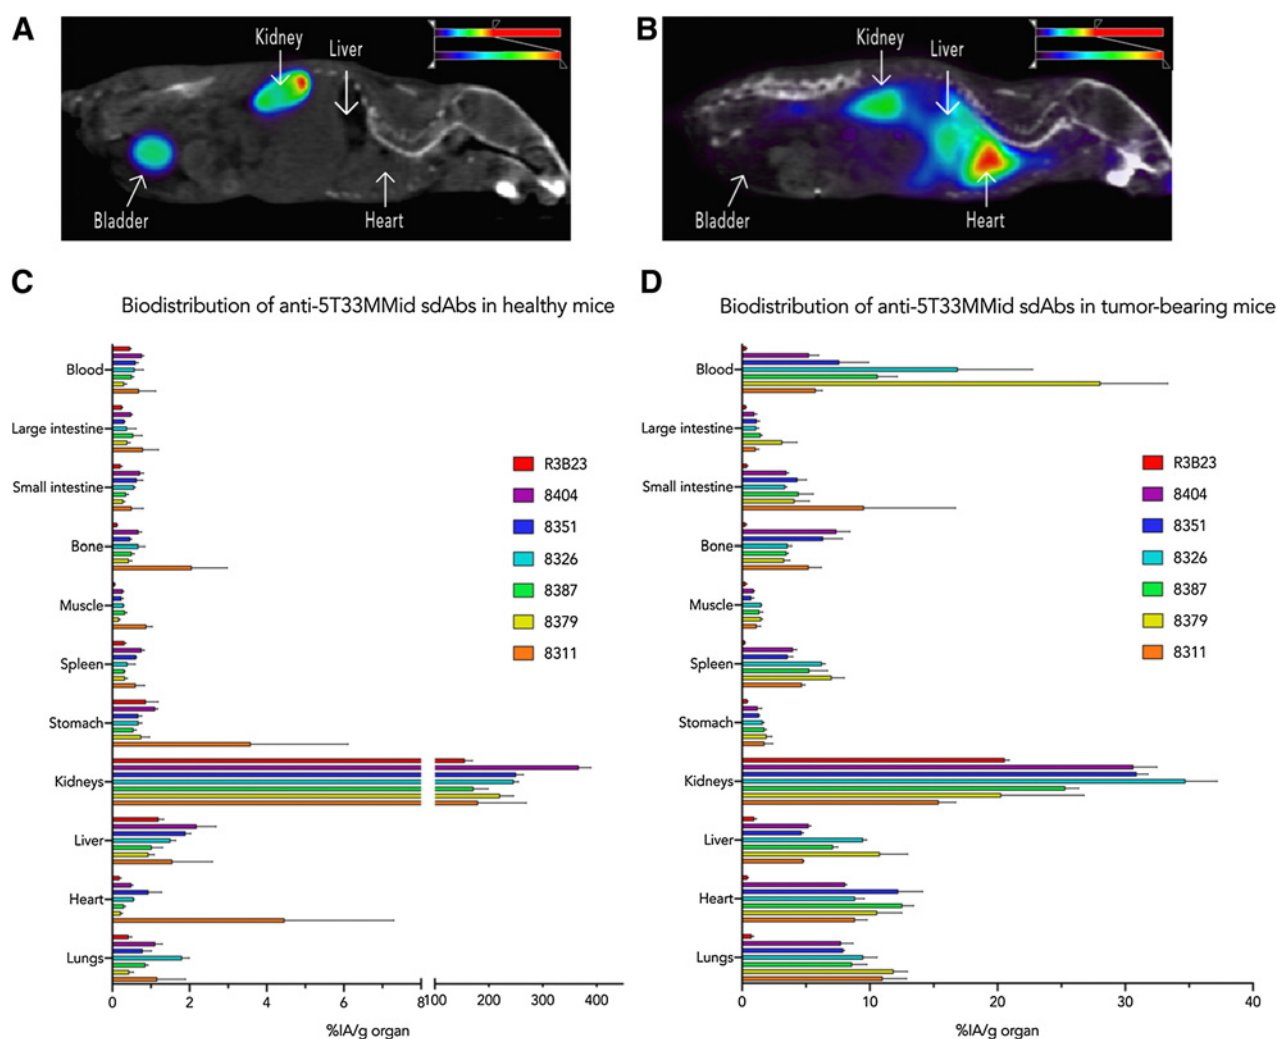 A
Kidney
Liver
Bladder
Heart
B
Kidney
Liver
Bladder
Heart
C
Biodistribution of anti-5T33MMid sdAbs in healthy mice
Blood
Large intestine
Small intestine
Bone
Muscle
Spleen
Stomach
Kidneys
Liver
Heart
Lungs
R3B23
8404
8351
8326
8387
8379
8311
0 2 4 6 8 100 200 300 400
%IA/g organ
D
Biodistribution of anti-5T33MMid sdAbs in tumor-bearing mice
Blood
Large intestine
Small intestine
Bone
Muscle
Spleen
Stomach
Kidneys
Liver
Heart
Lungs
R3B23
8404
8351
8326
8387
8379
8311
0 10 20 30 40
%IA/g organ